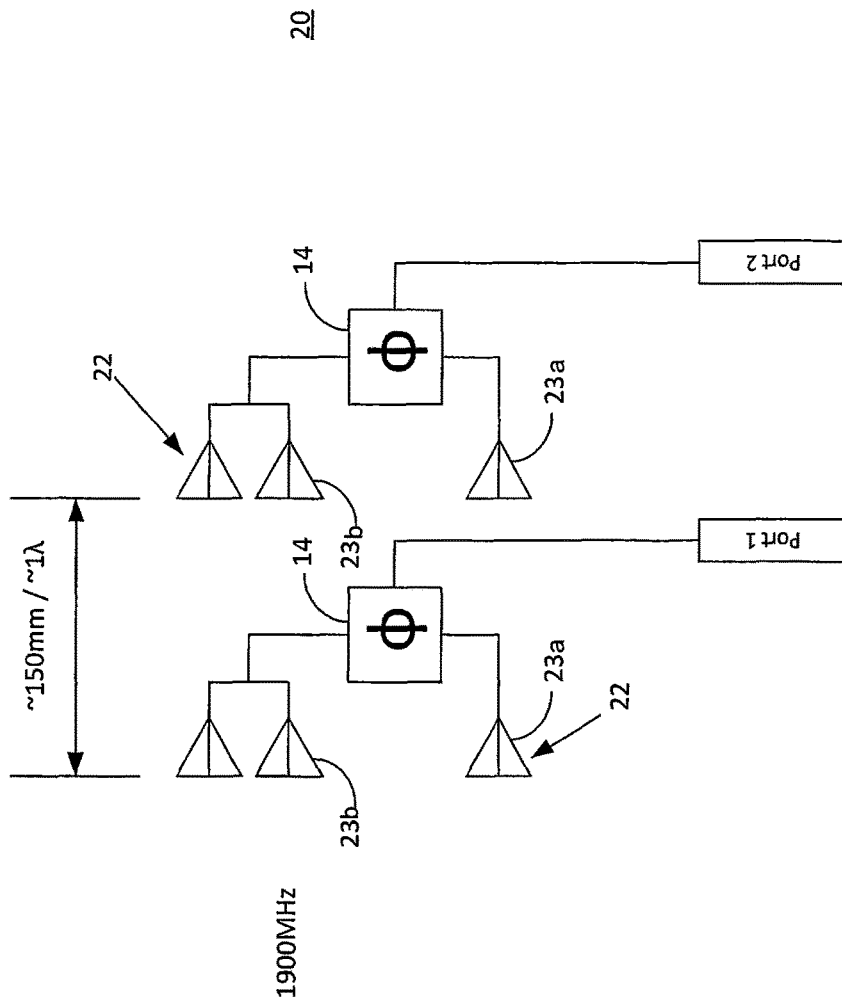 20
~150mm / ~1λ
22
14
Φ
23a
Port 2
23b
14
Φ
23a
22
Port 1
23b
1900MHz